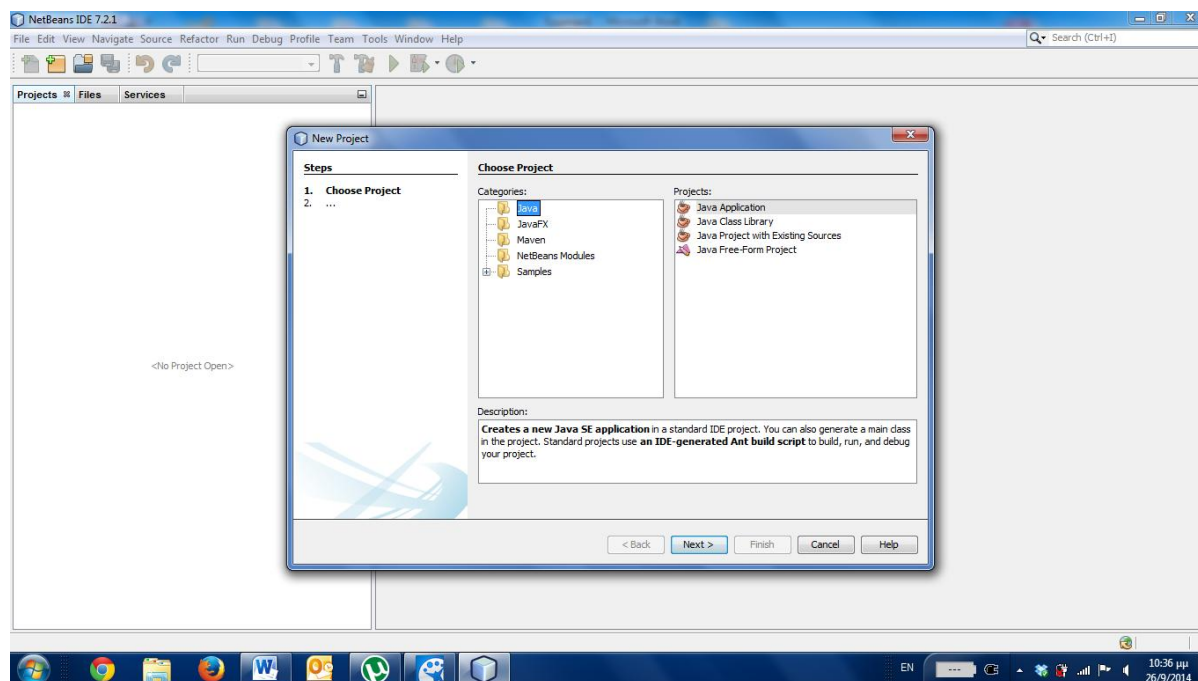 NetBeans IDE 7.2.1
File Edit View Navigate Source Refactor Run Debug Profile Team Tools Window Help
Search (Ctrl+I)
Projects Files Services
<No Project Open>
New Project
Steps
1. Choose Project
2. ...
Choose Project
Categories:
Java
JavaFX
Maven
NetBeans Modules
Samples
Projects:
Java Application
Java Class Library
Java Project with Existing Sources
Java Free-Form Project
Description:
Creates a new Java SE application in a standard IDE project. You can also generate a main class
in the project. Standard projects use an IDE-generated Ant build script to build, run, and debug
your project.
< Back Next > Finish Cancel Help
EN
10:36 μμ
26/9/2014